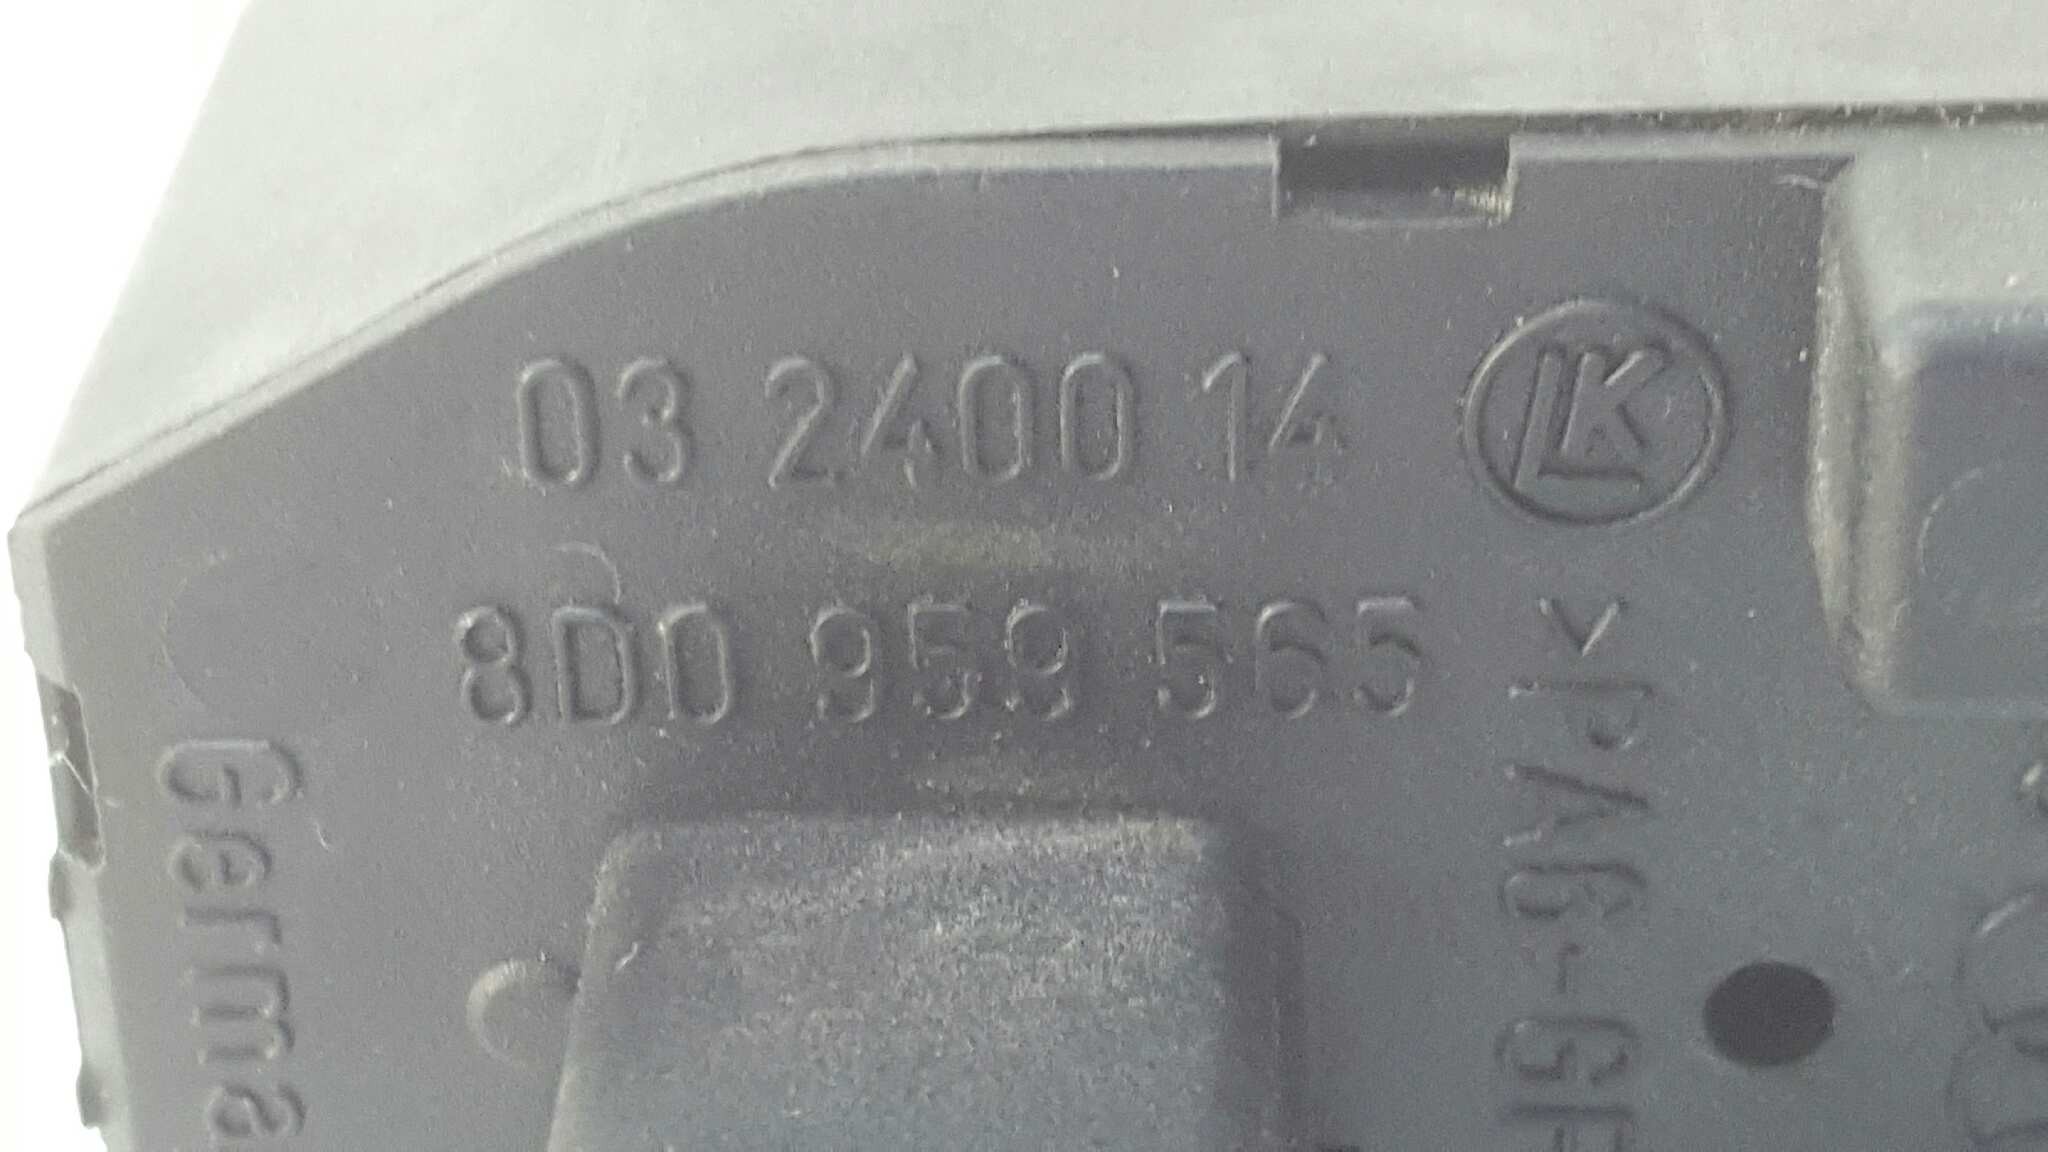 03 2400 14 LK
8D0 959 565
>PA6-GF
Germa